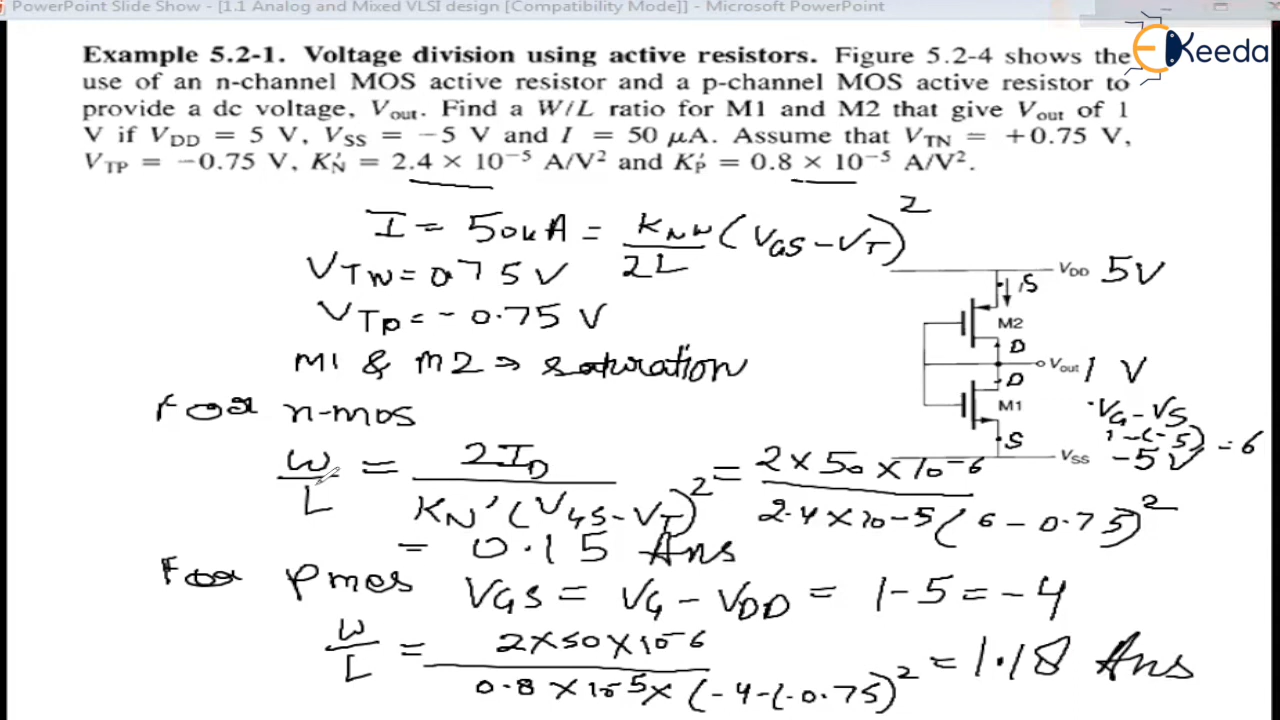 PowerPoint Slide Show - [1.1 Analog and Mixed VLSI design [Compatibility Mode]] - Microsoft PowerPoint
Keeda
Example 5.2-1. Voltage division using active resistors. Figure 5.2-4 shows the
use of an n-channel MOS active resistor and a p-channel MOS active resistor to
provide a dc voltage, Vout. Find a W/L ratio for M1 and M2 that give Vout of 1
V if VDD = 5 V, VSS = −5 V and I = 50 μA. Assume that VTN = +0.75 V,
VTP = −0.75 V, K′N = 2.4 × 10⁻⁵ A/V² and K′P = 0.8 × 10⁻⁵ A/V².
I = 50uA = KNW/2L (VGS - VT)²
VTN = 0.75 V
VTP = - 0.75 V
M1 & M2 => saturation
VDD 5V
S
M2
D
Vout 1 V
D
M1
S
VG - VS
1-(-5) = 6
VSS -5V
For n-mos
W/L = 2ID/KN'(VGS-VT)² = 2×50×10-6/2.4×10-5(6-0.75)²
= 0.15 Ans
For pmos VGS = VG - VDD = 1-5 = -4
W/L = 2×50×10-6/0.8×10-5×(-4-(-0.75)² = 1.18 Ans